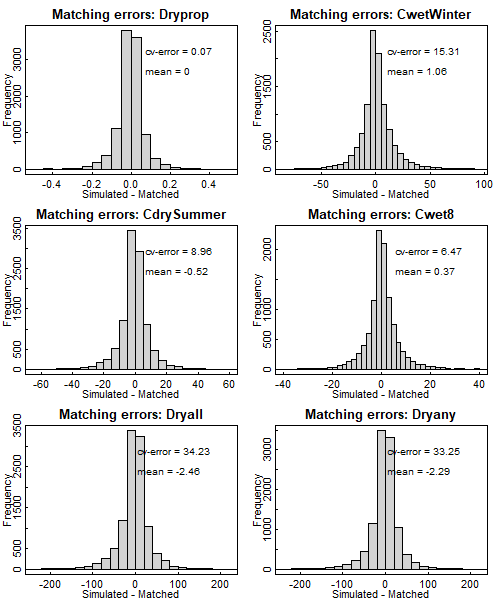 Matching errors: Dryprop
Frequency
0 1000 3000
cv-error = 0.07
mean = 0
-0.4 -0.2 0.0 0.2 0.4
Simulated - Matched
Matching errors: CwetWinter
Frequency
0 500 1500 2500
cv-error = 15.31
mean = 1.06
-50 0 50 100
Simulated - Matched
Matching errors: CdrySummer
Frequency
0 500 1500 2500 3500
cv-error = 8.96
mean = -0.52
-60 -40 -20 0 20 40 60
Simulated - Matched
Matching errors: Cwet8
Frequency
0 500 1000 2000
cv-error = 6.47
mean = 0.37
-40 -20 0 20 40
Simulated - Matched
Matching errors: Dryall
Frequency
0 500 1500 2500 3500
cv-error = 34.23
mean = -2.46
-200 -100 0 100 200
Simulated - Matched
Matching errors: Dryany
Frequency
0 1000 2000 3000
cv-error = 33.25
mean = -2.29
-200 -100 0 100 200
Simulated - Matched